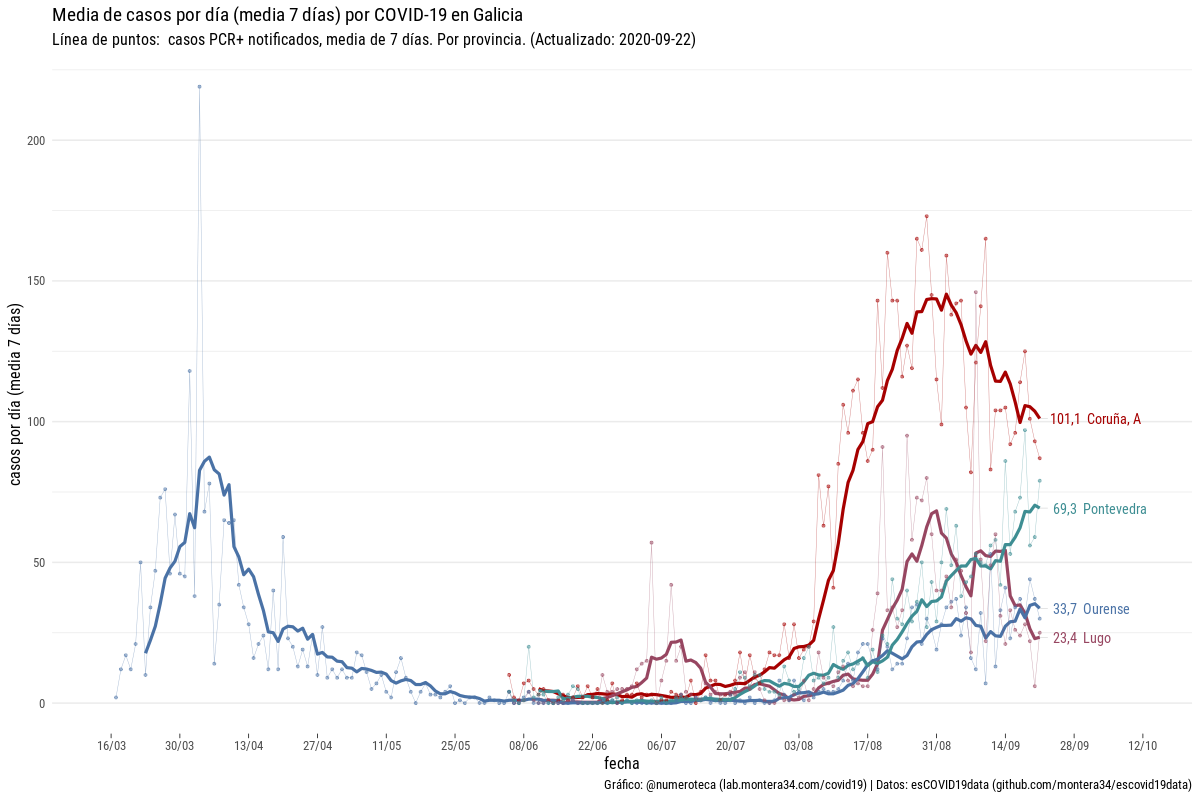 Media de casos por día (media 7 días) por COVID-19 en Galicia
Línea de puntos:  casos PCR+ notificados, media de 7 días. Por provincia. (Actualizado: 2020-09-22)
casos por día (media 7 días)
200
150
100
50
0
101,1  Coruña, A
69,3  Pontevedra
33,7  Ourense
23,4  Lugo
16/03 30/03 13/04 27/04 11/05 25/05 08/06 22/06 06/07 20/07 03/08 17/08 31/08 14/09 28/09 12/10
fecha
Gráfico: @numeroteca (lab.montera34.com/covid19) | Datos: esCOVID19data (github.com/montera34/escovid19data)